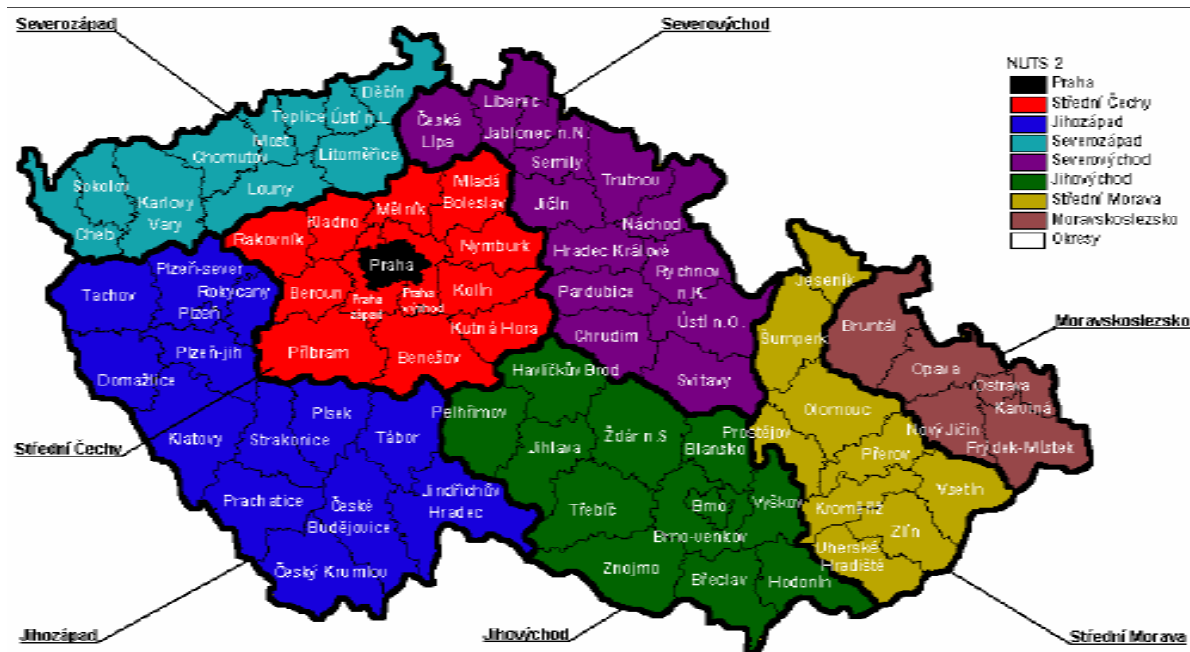 Severozápad
Severovýchod
NUTS 2
Praha
Střední Čechy
Jihozápad
Severozápad
Severovýchod
Jihovýchod
Střední Morava
Moravskoslezsko
Okresy
Děčín
Teplice
Ústí n.L.
Most
Chomutov
Litoměřice
Louny
Sokolov
Karlovy
Vary
Cheb
Česká
Lípa
Liberec
Jablonec n.N.
Semily
Trutnov
Jičín
Náchod
Hradec Králové
Rychnov
n.K.
Pardubice
Ústí n.O.
Chrudim
Svitavy
Mladá
Boleslav
Mělník
Kladno
Rakovník
Nymburk
Praha
Beroun
Praha
západ
Praha
východ
Kolín
Kutná Hora
Příbram
Benešov
Plzeň-sever
Tachov
Rokycany
Plzeň
Plzeň-jih
Domažlice
Klatovy
Písek
Strakonice
Tábor
Prachatice
České
Budějovice
Jindřichův
Hradec
Český Krumlov
Havlíčkův Brod
Pelhřimov
Jihlava
Žďár n.S
Blansko
Třebíč
Brno
Vyškov
Brno-venkov
Znojmo
Břeclav
Hodonín
Jeseník
Šumperk
Olomouc
Prostějov
Přerov
Kroměříž
Vsetín
Zlín
Uherské
Hradiště
Bruntál
Opava
Ostrava
Karviná
Nový Jičín
Frýdek-Místek
Moravskoslezsko
Střední Čechy
Jihozápad
Jihovýchod
Střední Morava